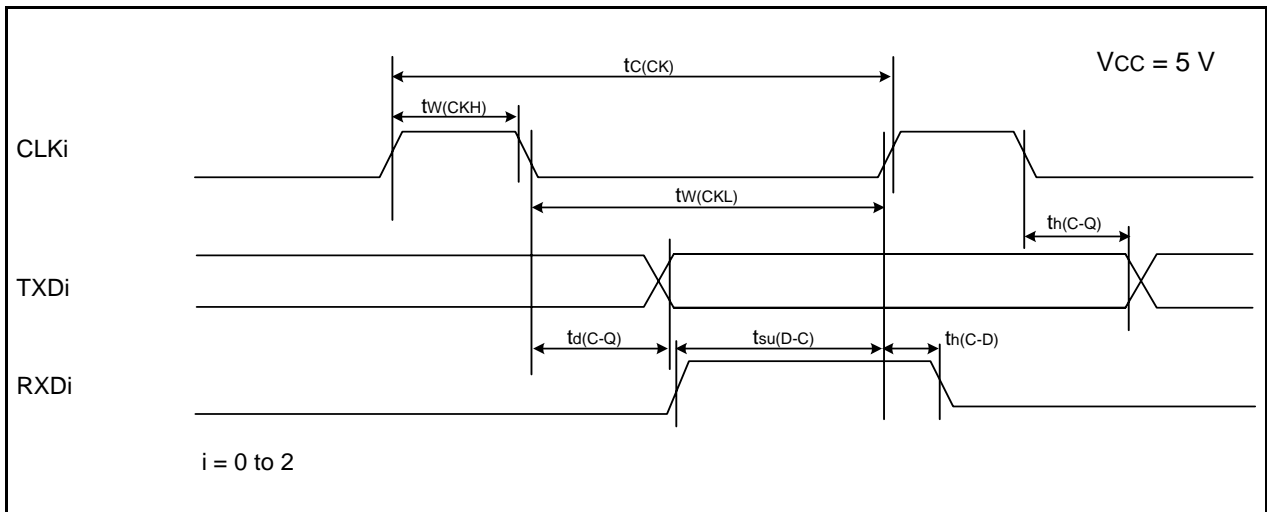 tC(CK)
VCC = 5 V
tW(CKH)
CLKi
tW(CKL)
th(C-Q)
TXDi
td(C-Q)
tsu(D-C)
th(C-D)
RXDi
i = 0 to 2